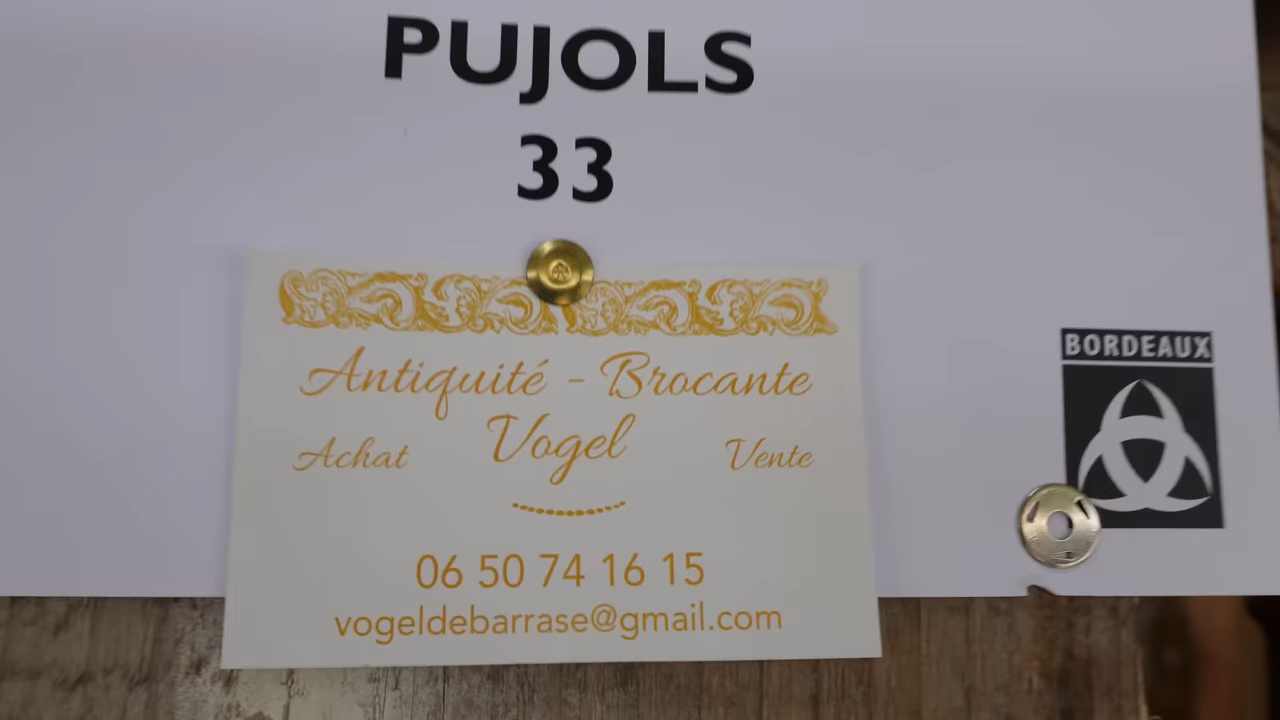 PUJOLS
33
Antiquité - Brocante
Vogel
Achat
Vente
06 50 74 16 15
vogeldebarrase@gmail.com
BORDEAUX